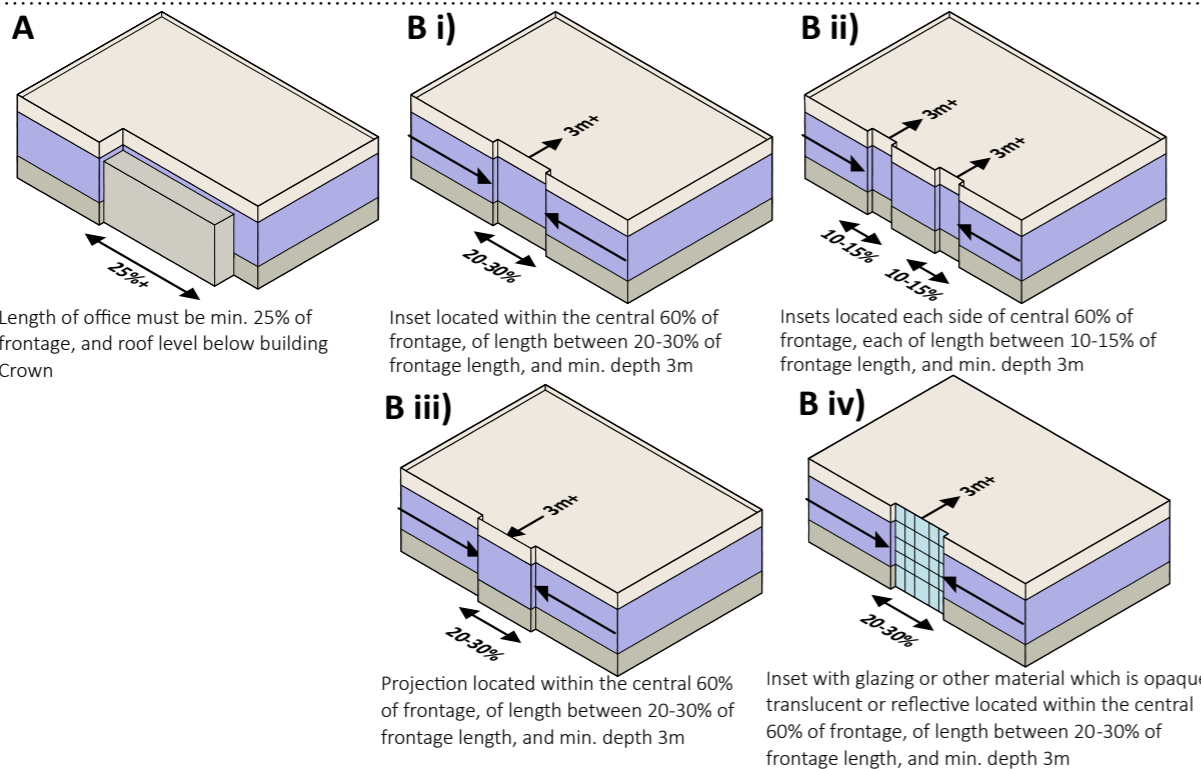 A
B i)
B ii)
3m+
3m+
3m+
25%+
20-30%
10-15%
10-15%
Length of office must be min. 25% of
frontage, and roof level below building
Crown
Inset located within the central 60% of
frontage, of length between 20-30% of
frontage length, and min. depth 3m
Insets located each side of central 60% of
frontage, each of length between 10-15% of
frontage length, and min. depth 3m
B iii)
B iv)
3m+
3m+
20-30%
20-30%
Projection located within the central 60%
of frontage, of length between 20-30% of
frontage length, and min. depth 3m
Inset with glazing or other material which is opaque
translucent or reflective located within the central
60% of frontage, of length between 20-30% of
frontage length, and min. depth 3m